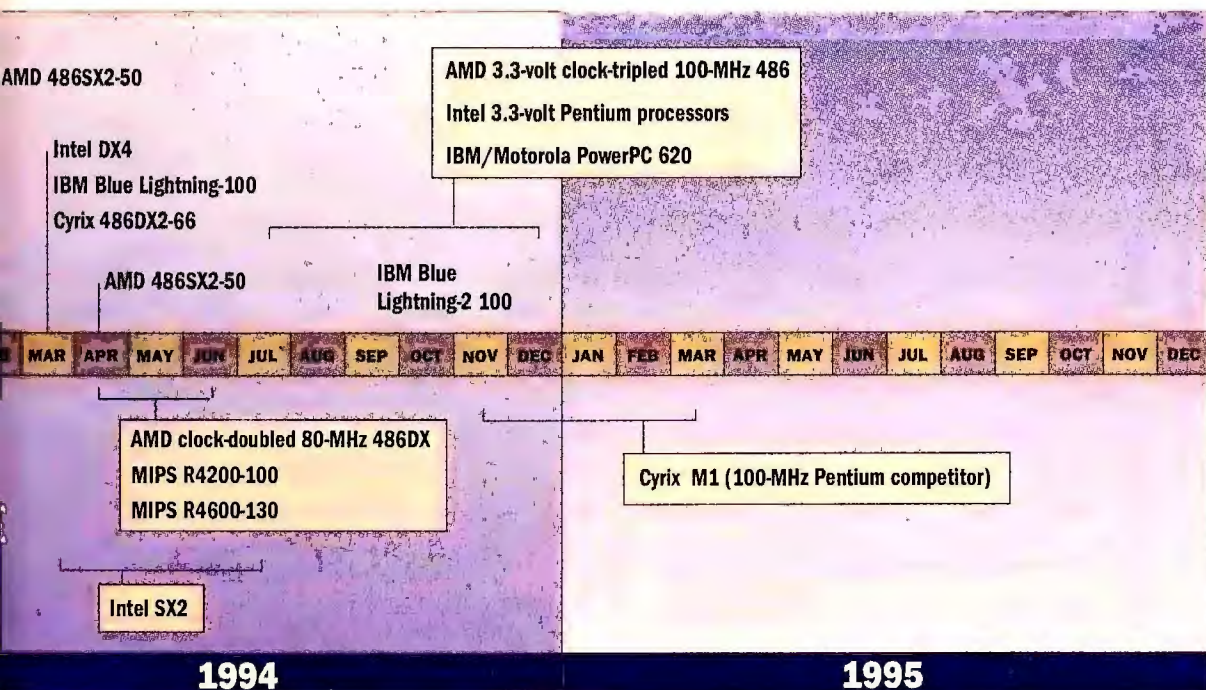 AMD 486SX2-50
Intel DX4
IBM Blue Lightning-100
Cyrix 486DX2-66
AMD 486SX2-50
AMD 3.3-volt clock-tripled 100-MHz 486
Intel 3.3-volt Pentium processors
IBM/Motorola PowerPC 620
IBM Blue
Lightning-2 100
MAR APR MAY JUN JUL AUG SEP OCT NOV DEC JAN FEB MAR APR MAY JUN JUL AUG SEP OCT NOV DEC
AMD clock-doubled 80-MHz 486DX
MIPS R4200-100
MIPS R4600-130
Cyrix M1 (100-MHz Pentium competitor)
Intel SX2
1994 1995